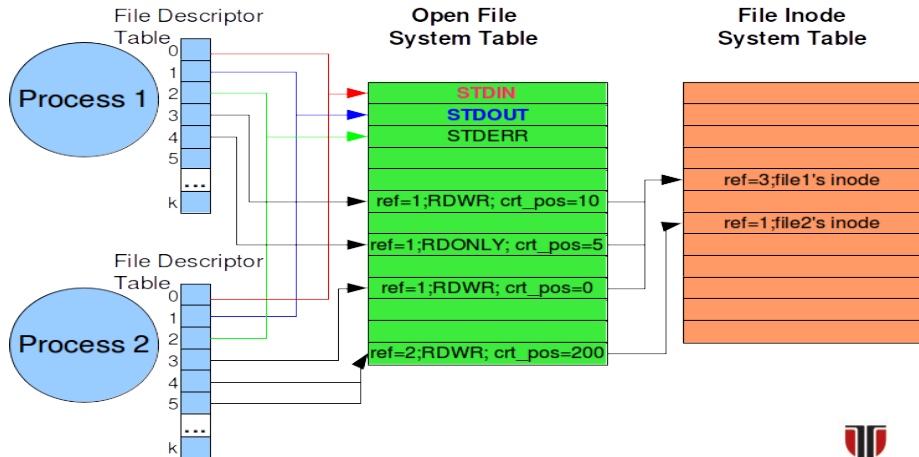 File Descriptor
Table
Open File
System Table
File Inode
System Table
Process 1
0
1
2
3
4
5
...
k
STDIN
STDOUT
STDERR
ref=1;RDWR; crt_pos=10
ref=1;RDONLY; crt_pos=5
ref=1;RDWR; crt_pos=0
ref=2;RDWR; crt_pos=200
ref=3;file1's inode
ref=1;file2's inode
File Descriptor
Table
Process 2
0
1
2
3
4
5
...
k